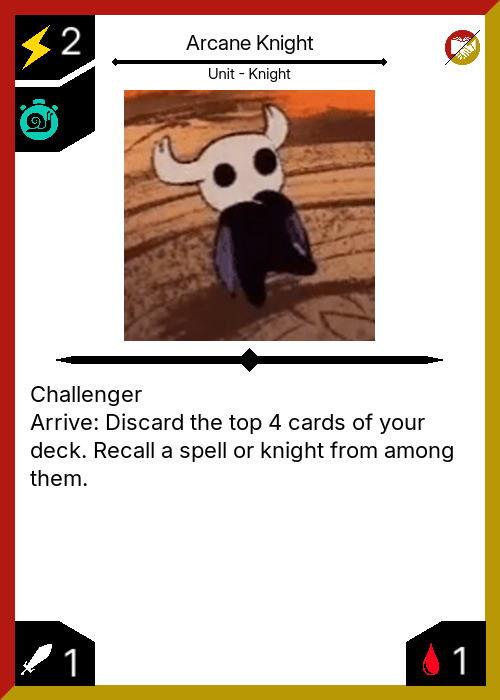 2
Arcane Knight
Unit - Knight
Challenger
Arrive: Discard the top 4 cards of your
deck. Recall a spell or knight from among
them.
1
1